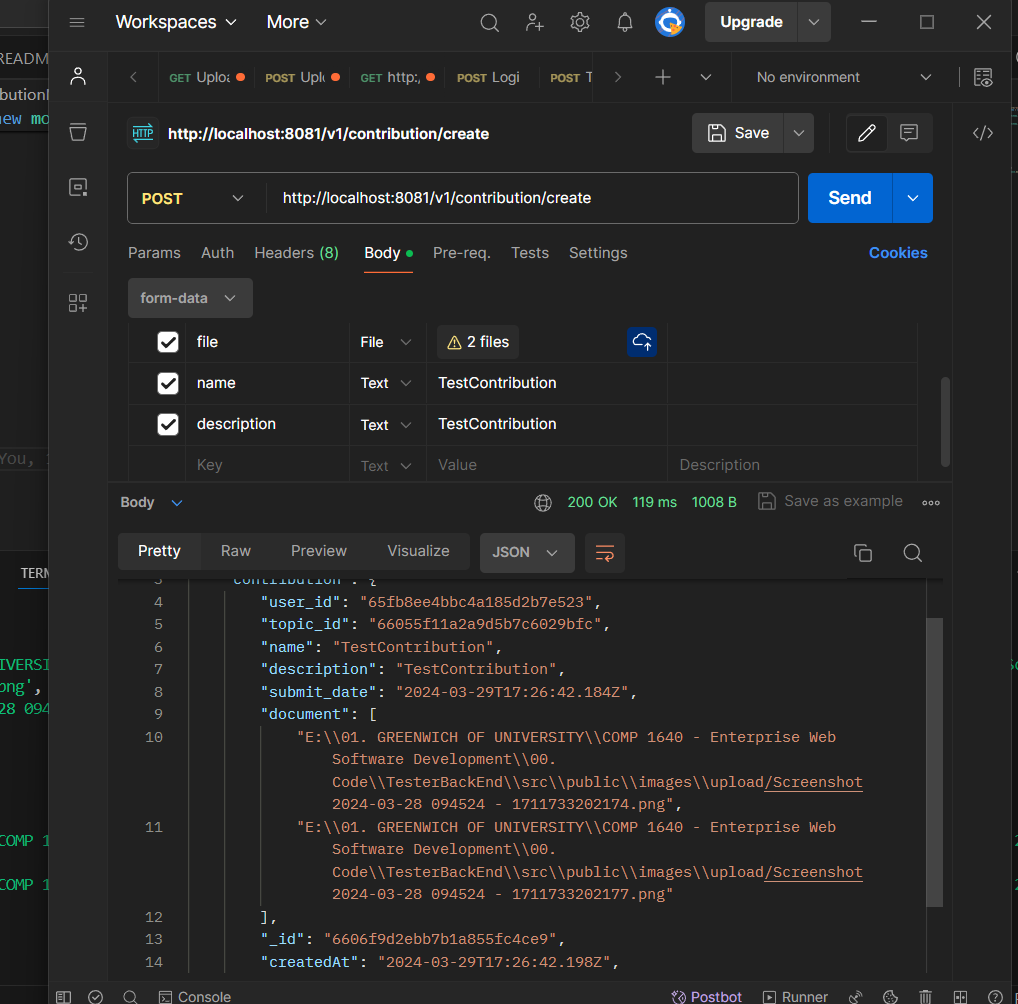 Workspaces More Upgrade
README
GET Uploa POST Uplo GET http:, POST Logi POST T No environment
new mo
http://localhost:8081/v1/contribution/create Save
POST http://localhost:8081/v1/contribution/create Send
Params Auth Headers (8) Body Pre-req. Tests Settings Cookies
form-data
file File 2 files
name Text TestContribution
description Text TestContribution
You,
Key Text Value Description
Body 200 OK 119 ms 1008 B Save as example
Pretty Raw Preview Visualize JSON
TERM
3 "contribution": {
4 "user_id": "65fb8ee4bbc4a185d2b7e523",
5 "topic_id": "66055f11a2a9d5b7c6029bfc",
6 "name": "TestContribution",
IVERSI
7 "description": "TestContribution",
png',
8 "submit_date": "2024-03-29T17:26:42.184Z",
28 094
9 "document": [
10 "E:\\01. GREENWICH OF UNIVERSITY\\COMP 1640 - Enterprise Web
Software Development\\00.
Code\\TesterBackEnd\\src\\public\\images\\upload/Screenshot
2024-03-28 094524 - 1711733202174.png",
11 "E:\\01. GREENWICH OF UNIVERSITY\\COMP 1640 - Enterprise Web
COMP 1
Software Development\\00.
Code\\TesterBackEnd\\src\\public\\images\\upload/Screenshot
COMP 1
2024-03-28 094524 - 1711733202177.png"
12 ],
13 "_id": "6606f9d2ebb7b1a855fc4ce9",
14 "createdAt": "2024-03-29T17:26:42.198Z",
Console Postbot Runner